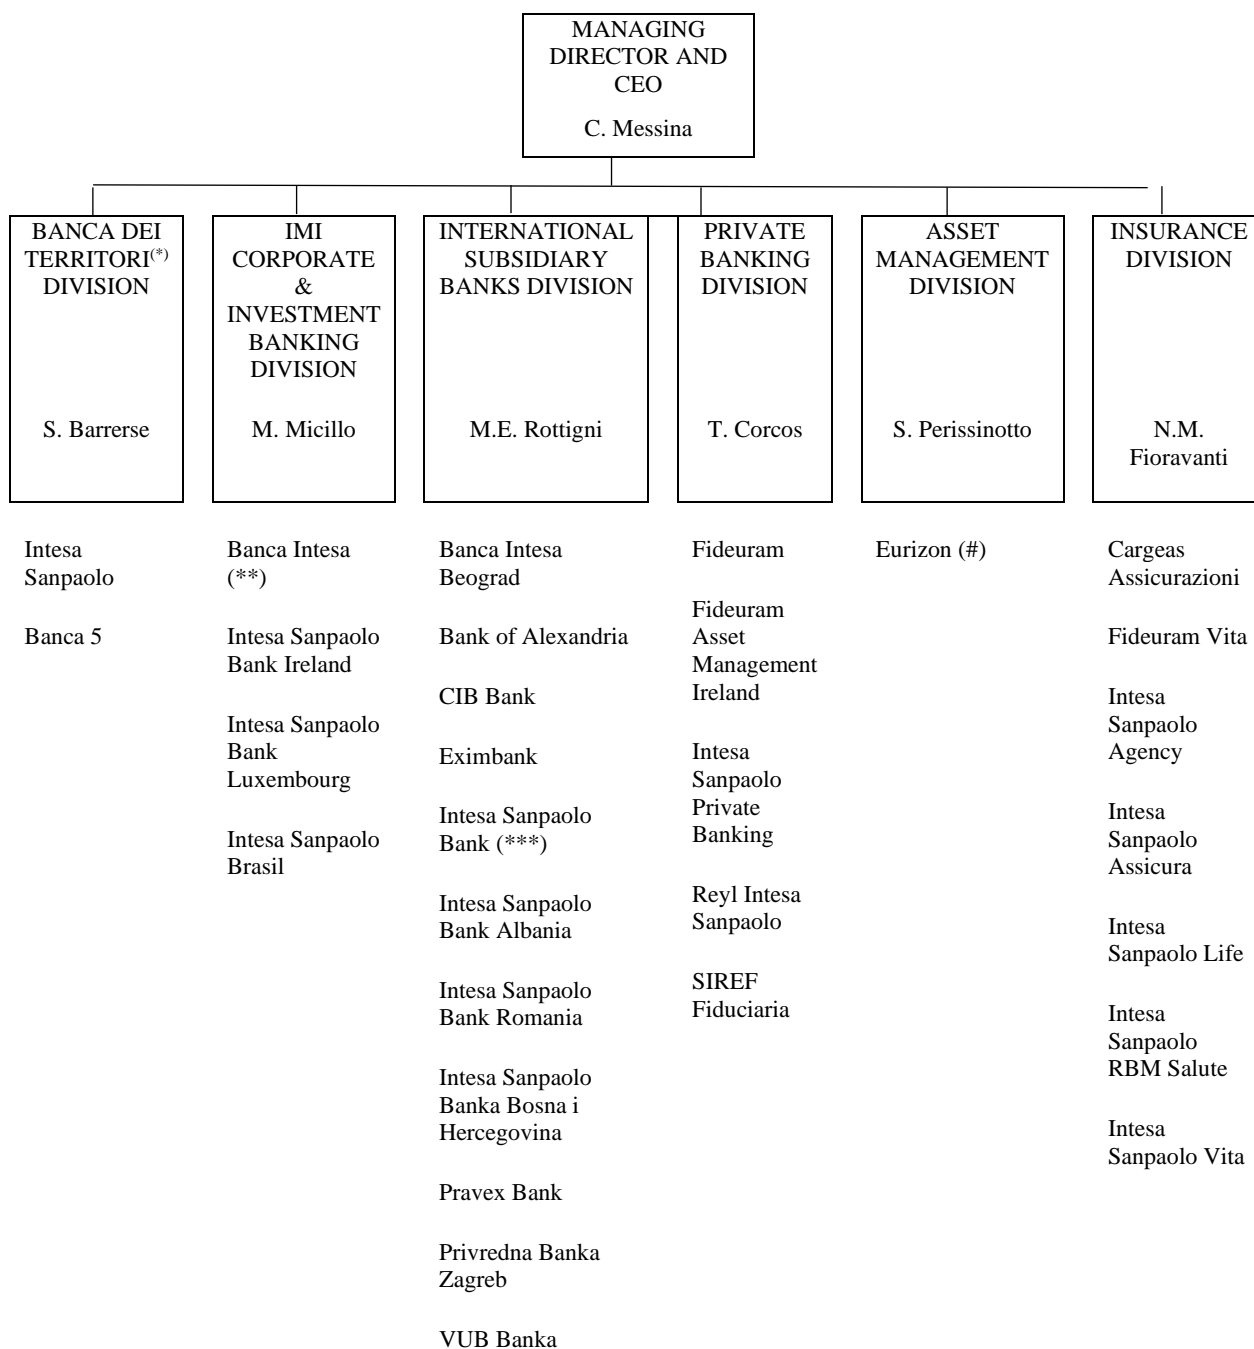 MANAGING
DIRECTOR AND
CEO
C. Messina
BANCA DEI
TERRITORI(*)
DIVISION
S. Barrerse
IMI
CORPORATE
&
INVESTMENT
BANKING
DIVISION
M. Micillo
INTERNATIONAL
SUBSIDIARY
BANKS DIVISION
M.E. Rottigni
PRIVATE
BANKING
DIVISION
T. Corcos
ASSET
MANAGEMENT
DIVISION
S. Perissinotto
INSURANCE
DIVISION
N.M.
Fioravanti
Intesa
Sanpaolo
Banca 5
Banca Intesa
(**)
Intesa Sanpaolo
Bank Ireland
Intesa Sanpaolo
Bank
Luxembourg
Intesa Sanpaolo
Brasil
Banca Intesa
Beograd
Bank of Alexandria
CIB Bank
Eximbank
Intesa Sanpaolo
Bank (***)
Intesa Sanpaolo
Bank Albania
Intesa Sanpaolo
Bank Romania
Intesa Sanpaolo
Banka Bosna i
Hercegovina
Pravex Bank
Privredna Banka
Zagreb
VUB Banka
Fideuram
Fideuram
Asset
Management
Ireland
Intesa
Sanpaolo
Private
Banking
Reyl Intesa
Sanpaolo
SIREF
Fiduciaria
Eurizon (#)
Cargeas
Assicurazioni
Fideuram Vita
Intesa
Sanpaolo
Agency
Intesa
Sanpaolo
Assicura
Intesa
Sanpaolo Life
Intesa
Sanpaolo
RBM Salute
Intesa
Sanpaolo Vita